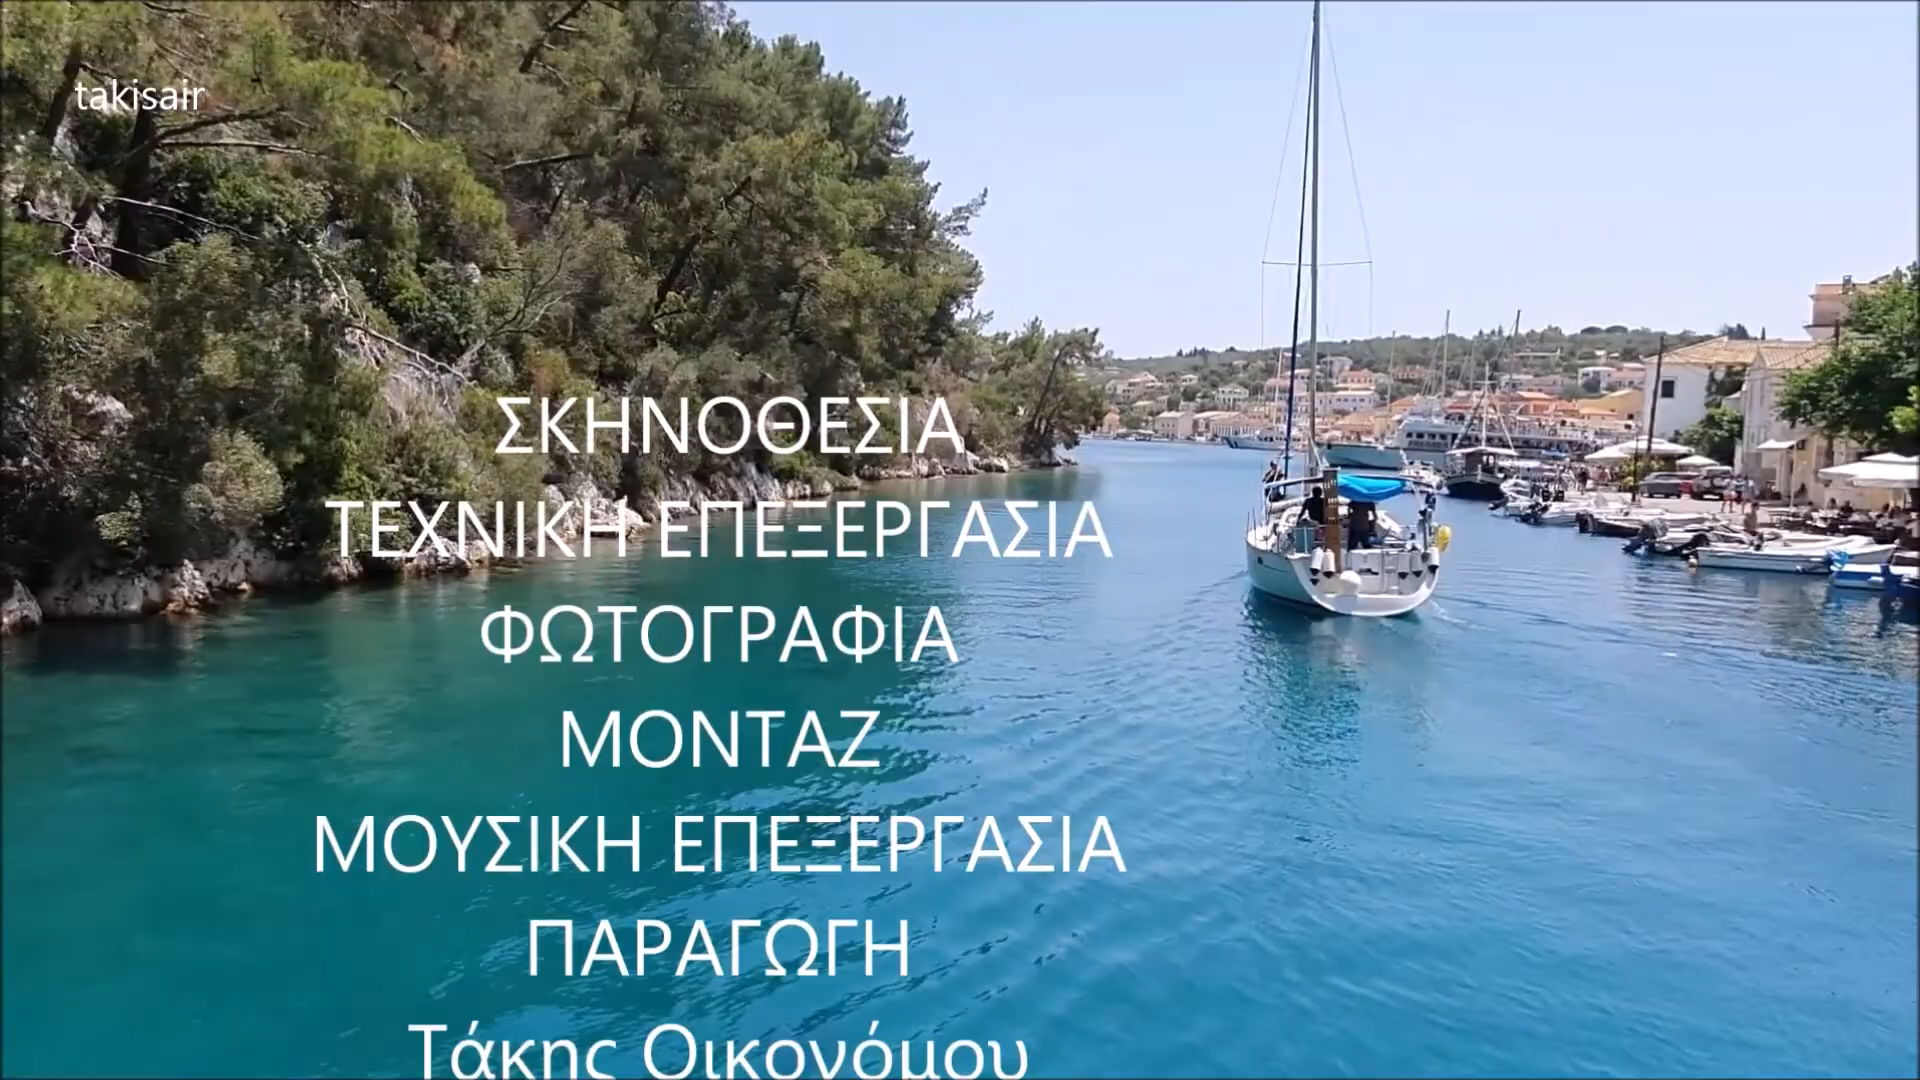 takisair
ΣΚΗΝΟΘΕΣΙΑ
ΤΕΧΝΙΚΗ ΕΠΕΞΕΡΓΑΣΙΑ
ΦΩΤΟΓΡΑΦΙΑ
ΜΟΝΤΑΖ
ΜΟΥΣΙΚΗ ΕΠΕΞΕΡΓΑΣΙΑ
ΠΑΡΑΓΩΓΗ
Τάκης Οικονόμου